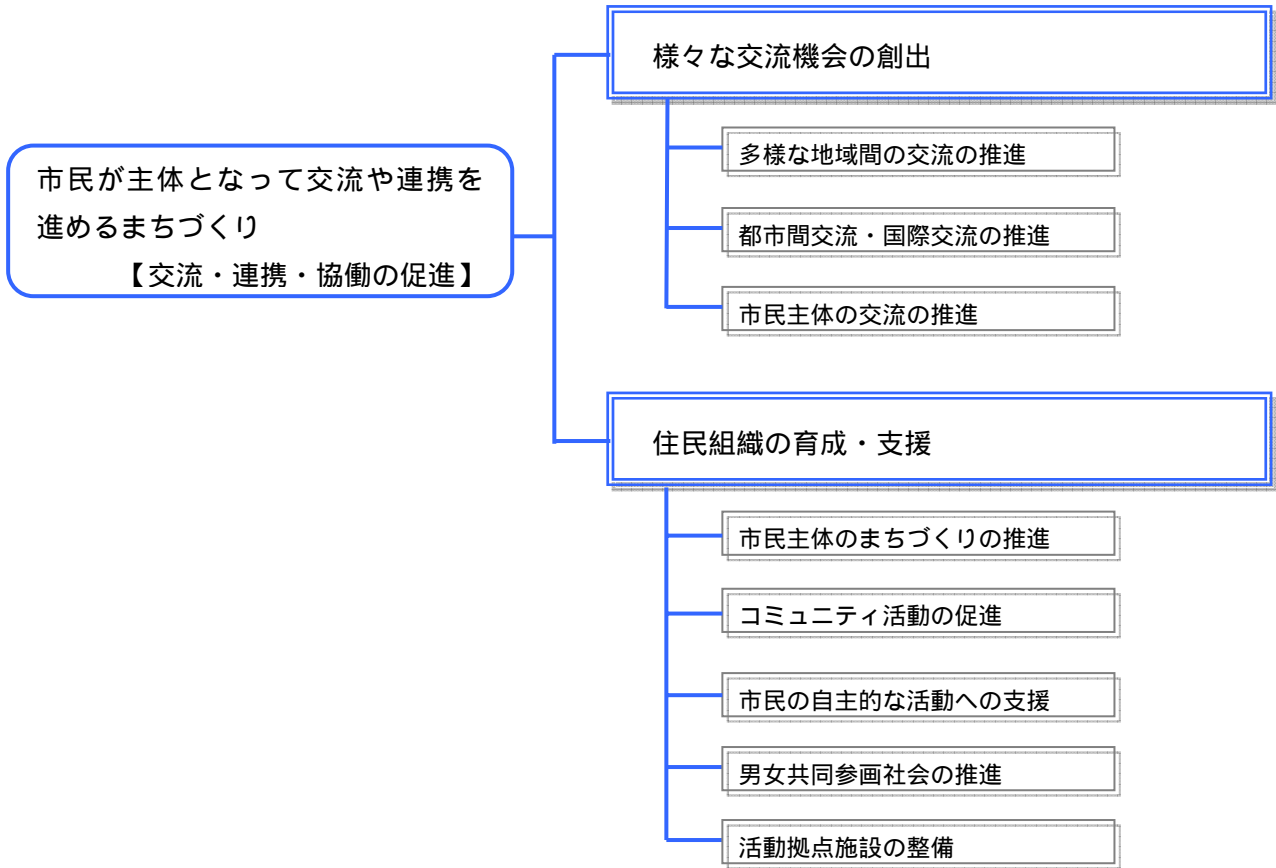 市民が主体となって交流や連携を
進めるまちづくり
【交流・連携・協働の促進】
様々な交流機会の創出
多様な地域間の交流の推進
都市間交流・国際交流の推進
市民主体の交流の推進
住民組織の育成・支援
市民主体のまちづくりの推進
コミュニティ活動の促進
市民の自主的な活動への支援
男女共同参画社会の推進
活動拠点施設の整備